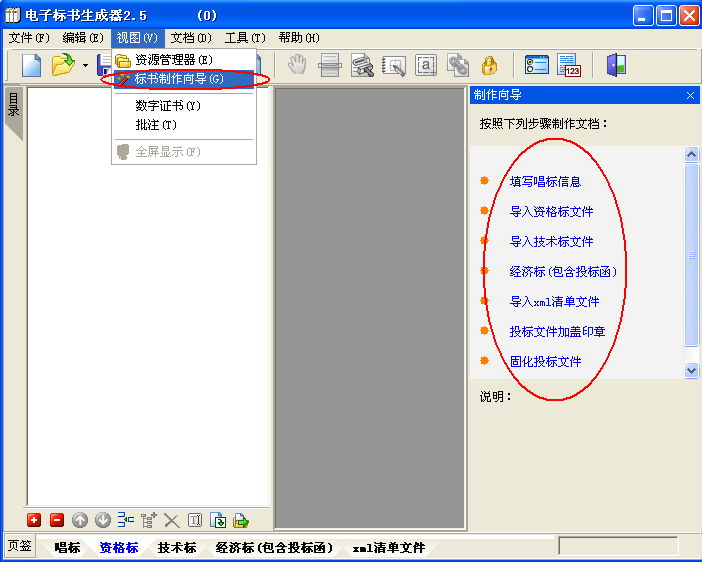 电子标书生成器2.5 (0)
文件(F) 编辑(E) 视图(V) 文档(D) 工具(T) 帮助(H)
资源管理器(E)
标书制作向导(G)
数字证书(Y)
批注(T)
全屏显示(F)
123
目录
制作向导
按照下列步骤制作文档：
填写唱标信息
导入资格标文件
导入技术标文件
经济标(包含投标函)
导入xml清单文件
投标文件加盖印章
固化投标文件
说明：
页签 唱标 资格标 技术标 经济标(包含投标函) xml清单文件